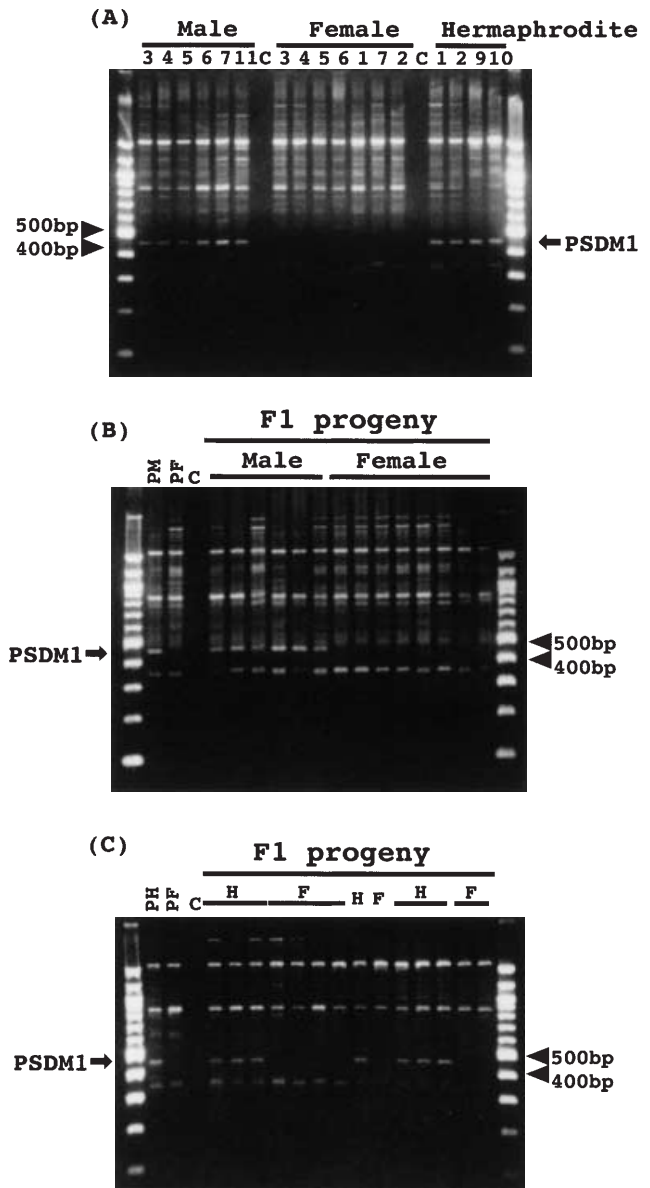 (A)
Male Female Hermaphrodite
3 4 5 6 7 11 C 3 4 5 6 1 7 2 C 1 2 9 10
500bp
400bp
PSDM1
(B)
F1 progeny
PM PF C Male Female
PSDM1
500bp
400bp
(C)
F1 progeny
PH PF C H F H F H F
PSDM1
500bp
400bp